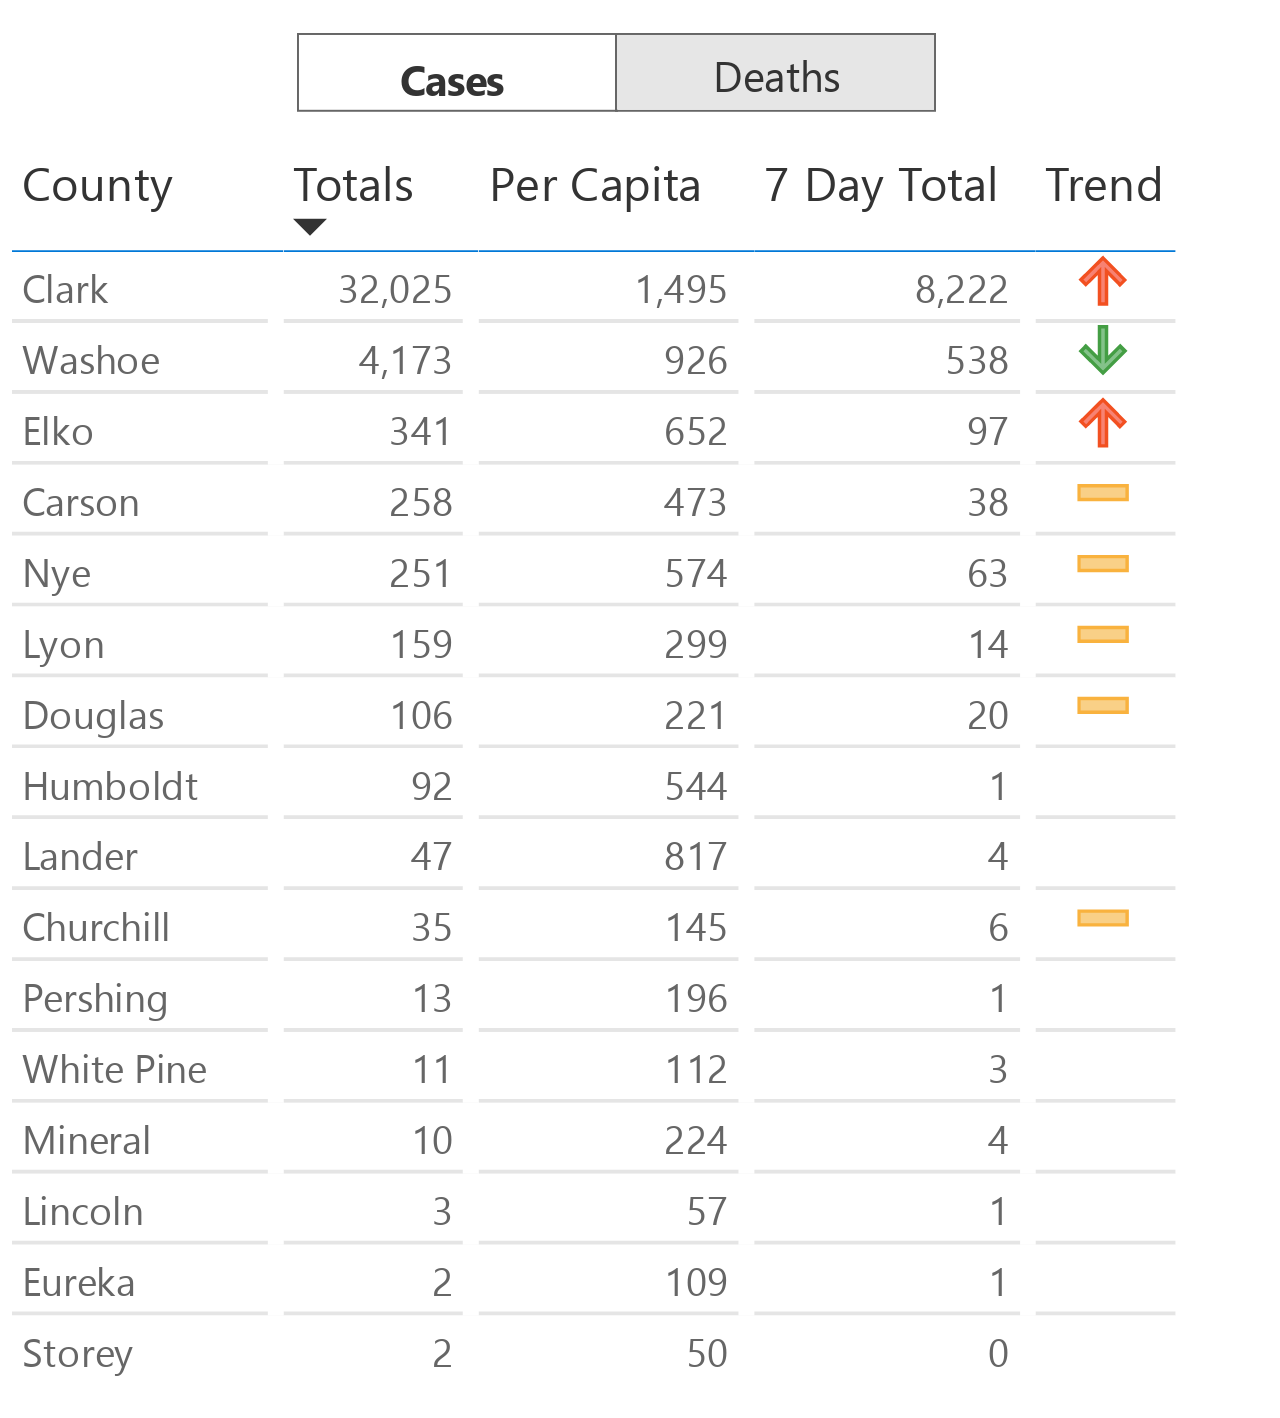 Cases Deaths
County Totals Per Capita 7 Day Total Trend
Clark 32,025 1,495 8,222
Washoe 4,173 926 538
Elko 341 652 97
Carson 258 473 38
Nye 251 574 63
Lyon 159 299 14
Douglas 106 221 20
Humboldt 92 544 1
Lander 47 817 4
Churchill 35 145 6
Pershing 13 196 1
White Pine 11 112 3
Mineral 10 224 4
Lincoln 3 57 1
Eureka 2 109 1
Storey 2 50 0